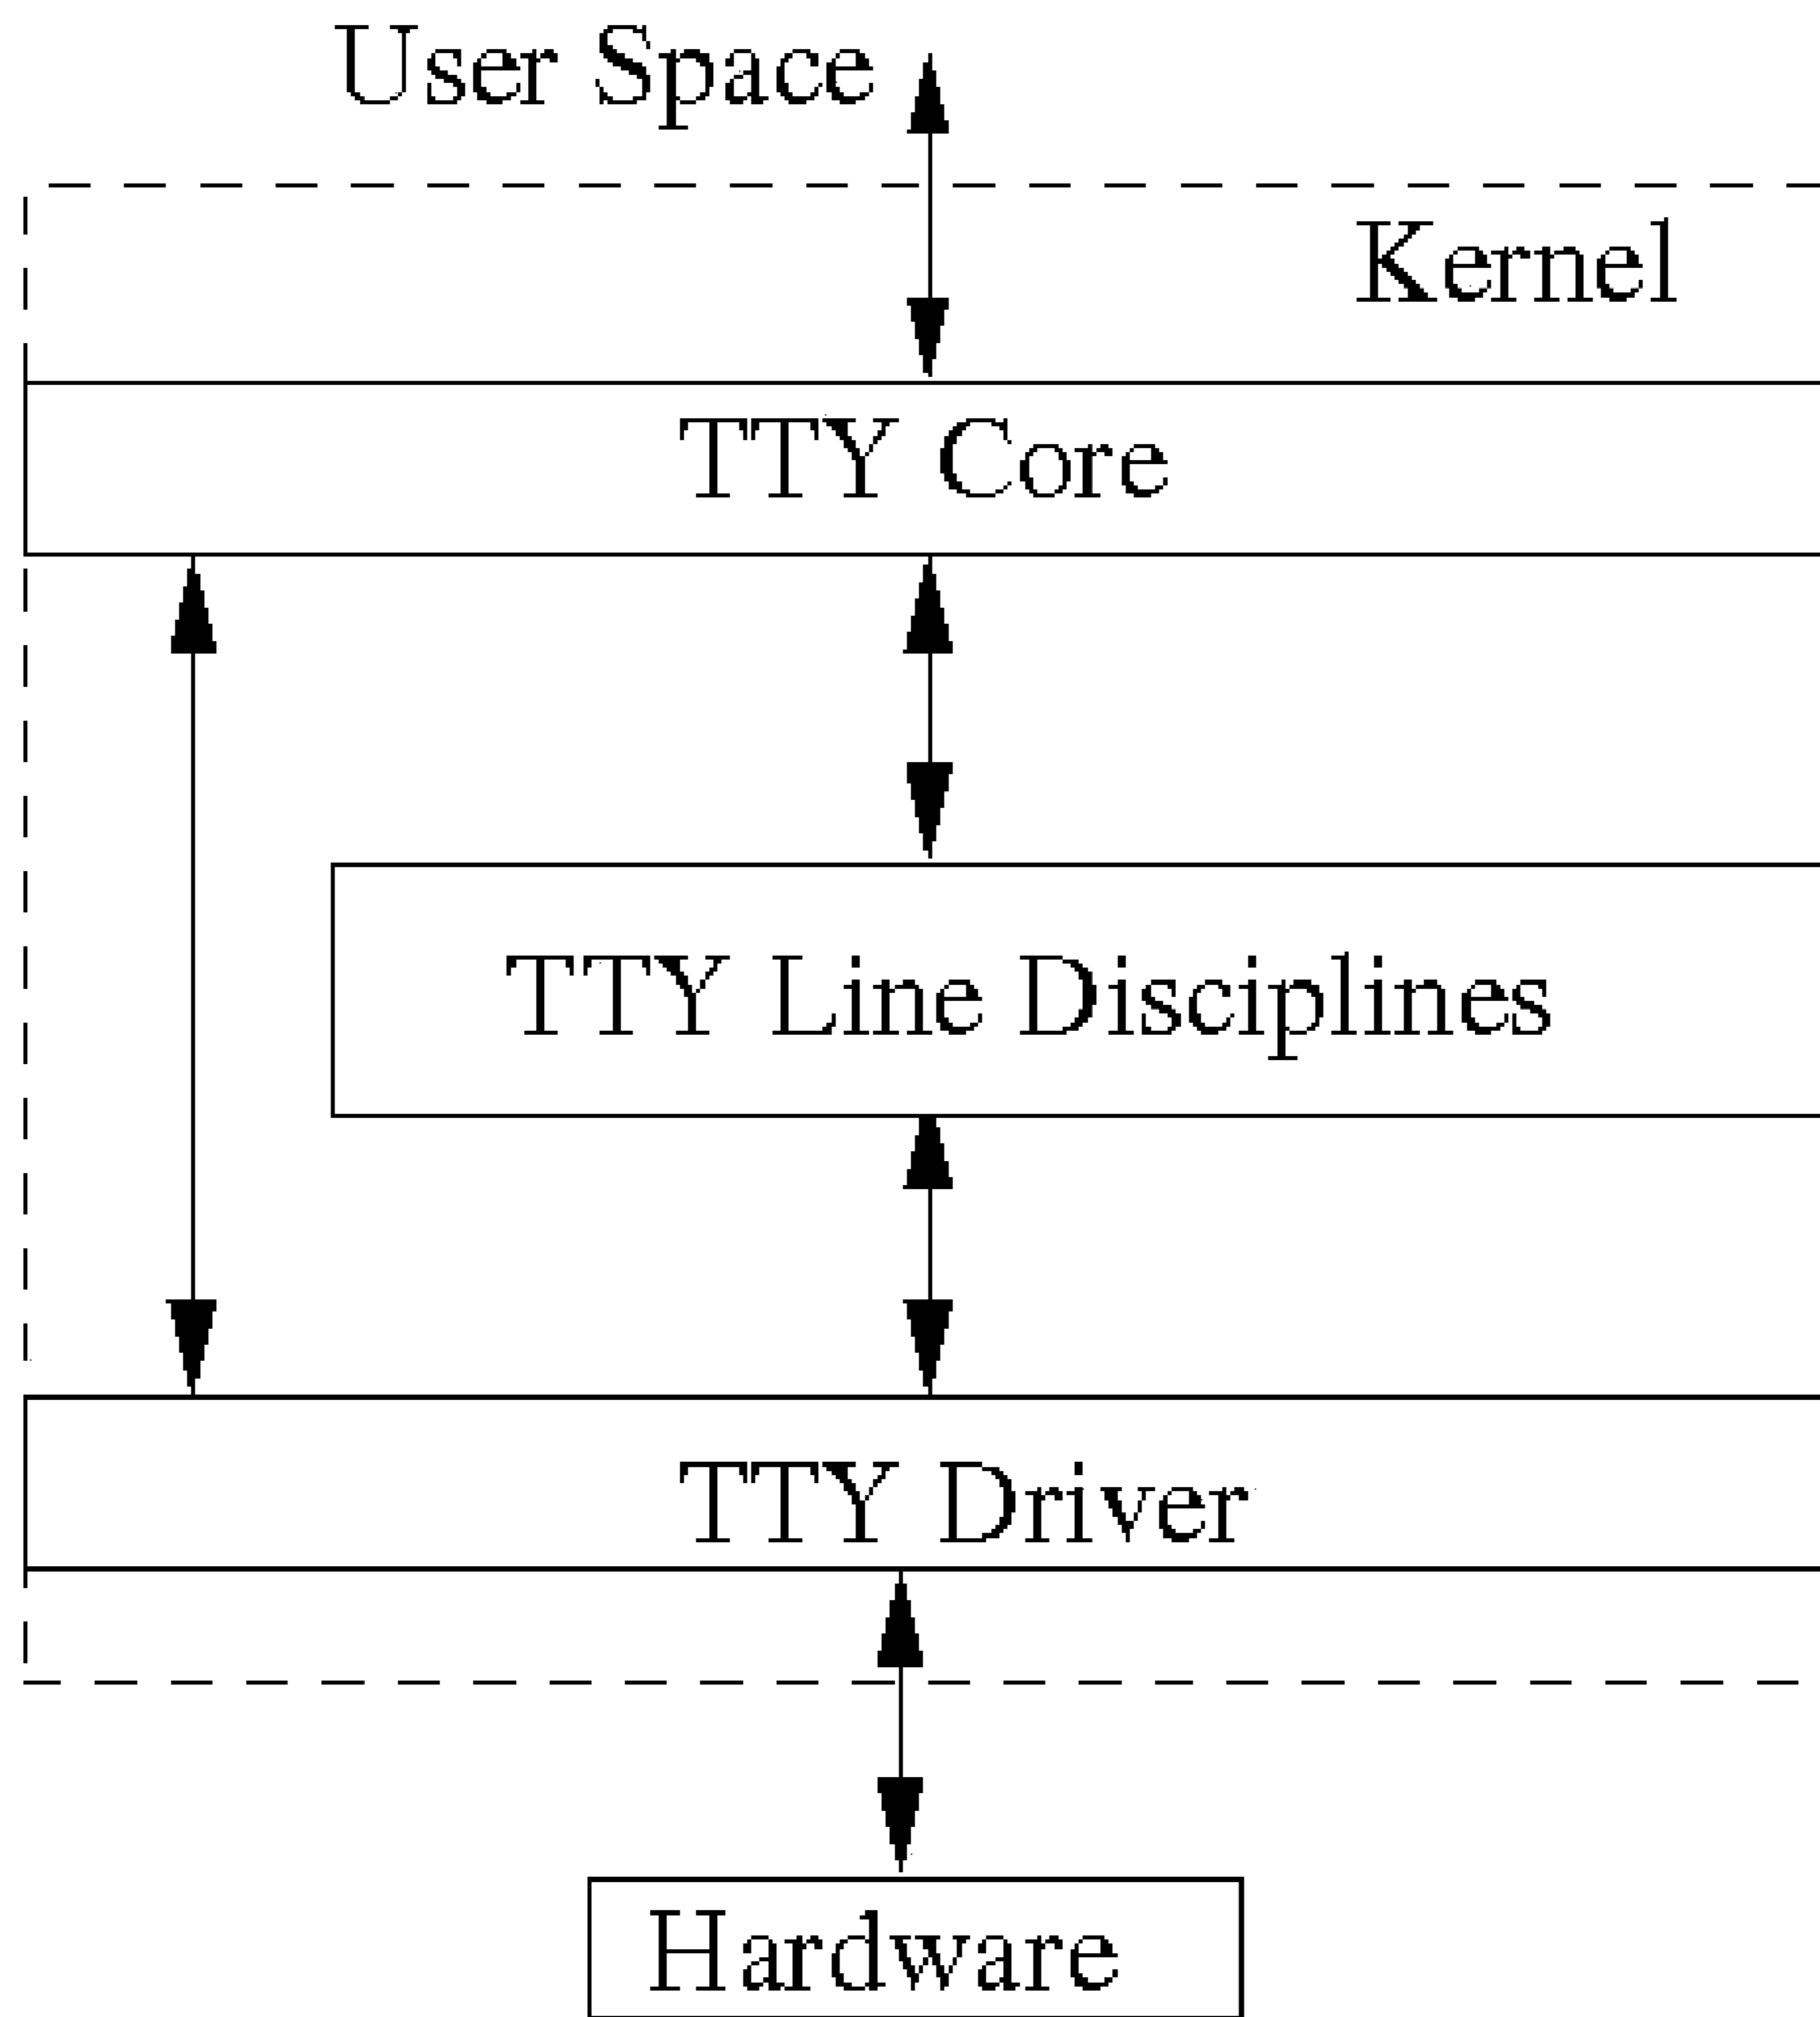 User Space
Kernel
TTY Core
TTY Line Disciplines
TTY Driver
Hardware